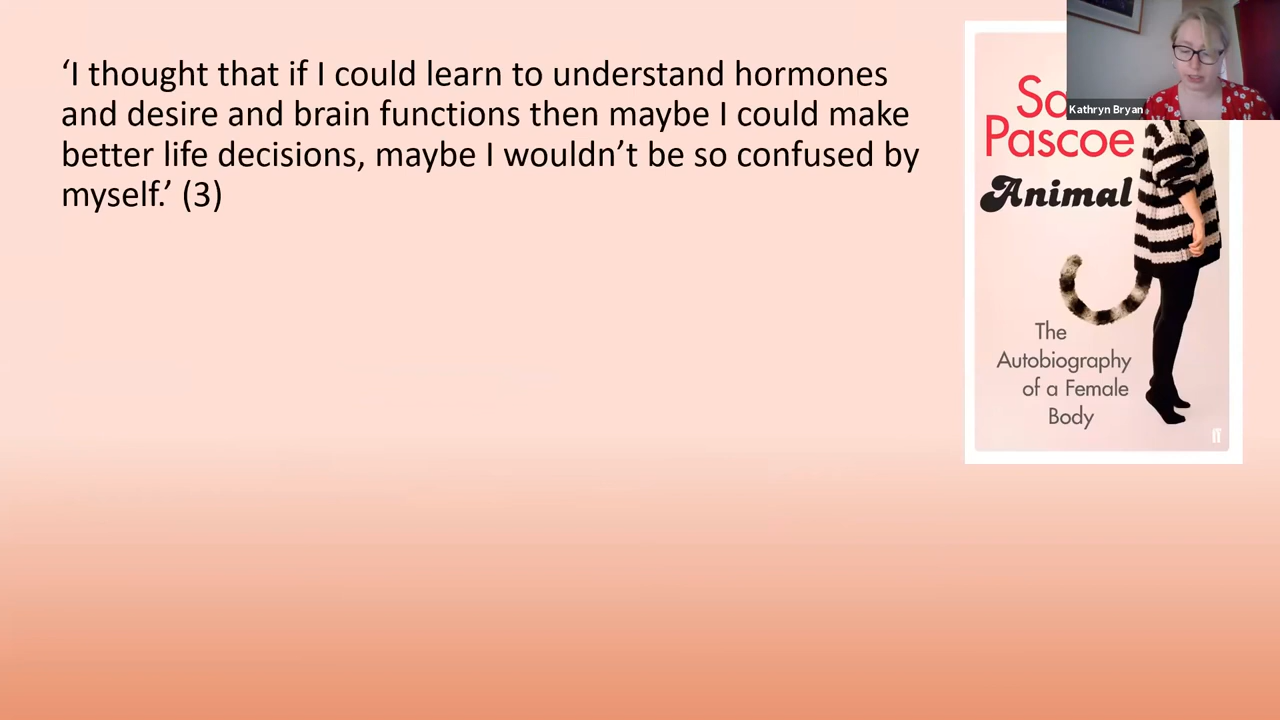 ‘I thought that if I could learn to understand hormones
and desire and brain functions then maybe I could make
better life decisions, maybe I wouldn’t be so confused by
myself.’ (3)
Kathryn Bryan
Pascoe
Animal
The
Autobiography
of a Female
Body